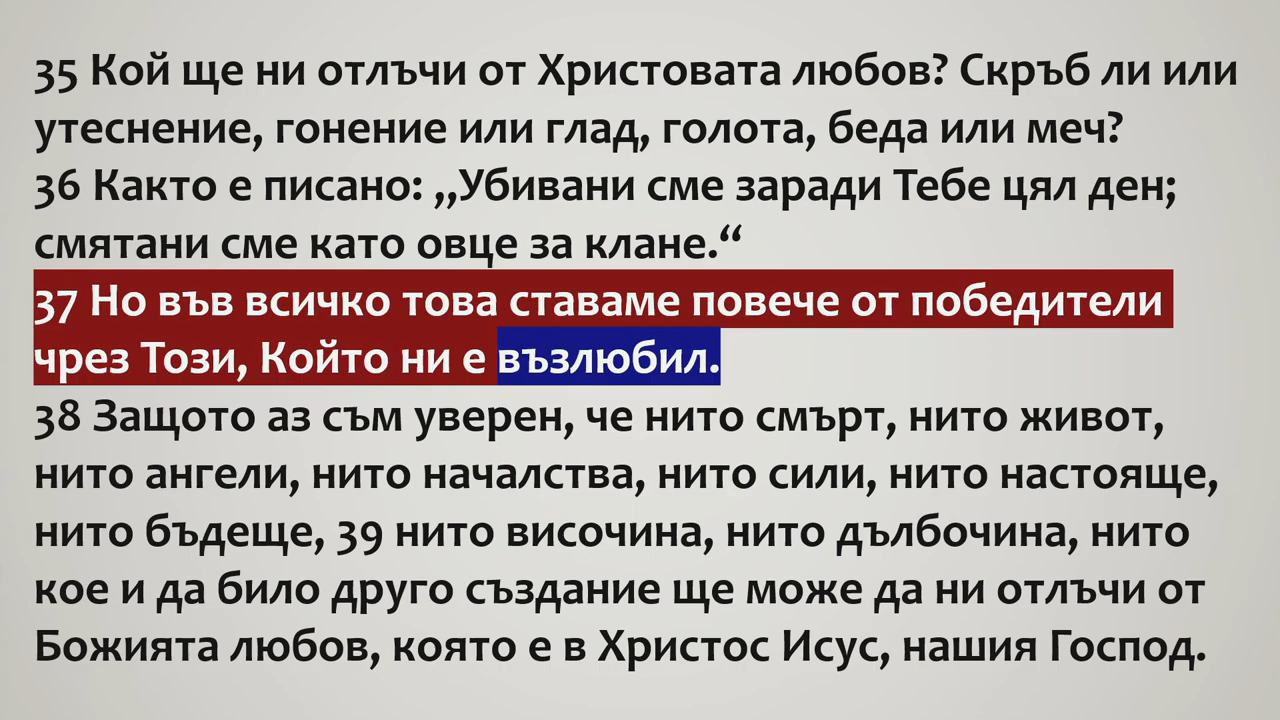 35 Кой ще ни отлъчи от Христовата любов? Скръб ли или
утеснение, гонение или глад, голота, беда или меч?
36 Както е писано: „Убивани сме заради Тебе цял ден;
смятани сме като овце за клане.“
37 Но във всичко това ставаме повече от победители
чрез Този, Който ни е възлюбил.
38 Защото аз съм уверен, че нито смърт, нито живот,
нито ангели, нито началства, нито сили, нито настояще,
нито бъдеще, 39 нито височина, нито дълбочина, нито
кое и да било друго създание ще може да ни отлъчи от
Божията любов, която е в Христос Исус, нашия Господ.